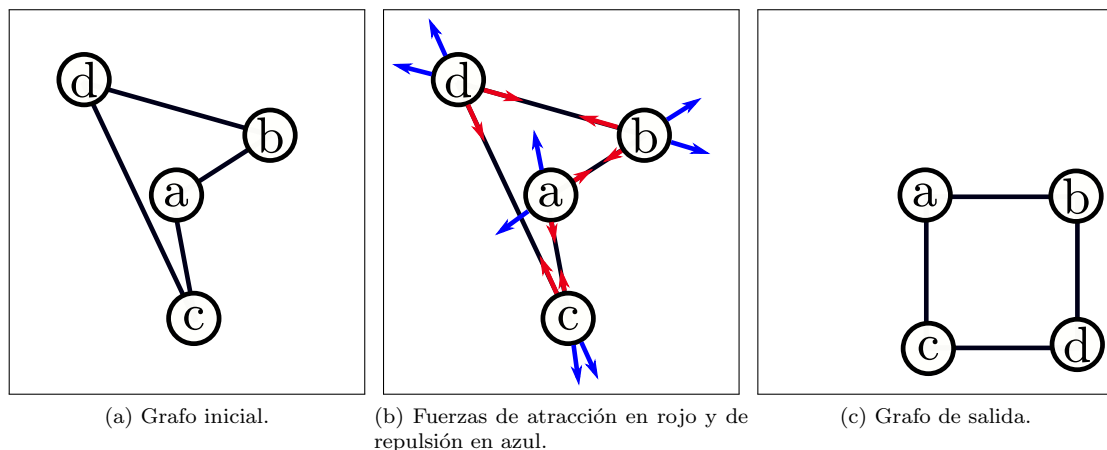 d
b
a
c
d
b
a
c
a
b
c
d
(a) Grafo inicial.
(b) Fuerzas de atracción en rojo y de
repulsión en azul.
(c) Grafo de salida.